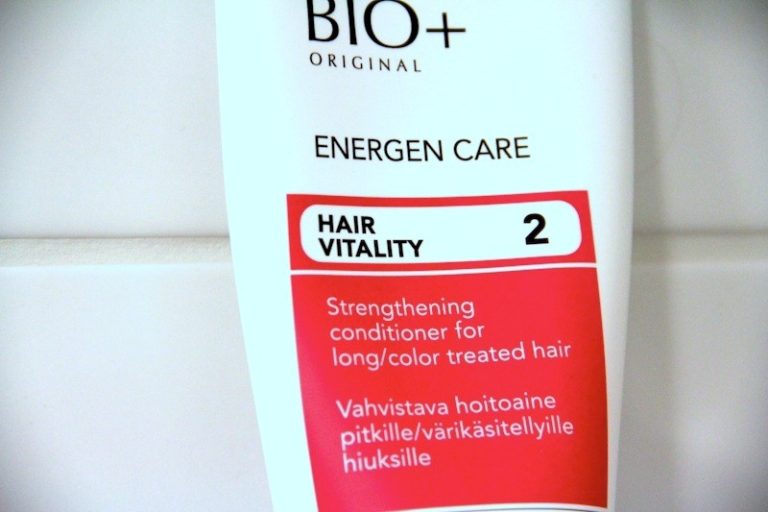 BIO+
ORIGINAL
ENERGEN CARE
HAIR
VITALITY
2
Strengthening
conditioner for
long/color treated hair
Vahvistava hoitoaine
pitkille/värikäsitellyille
hiuksille